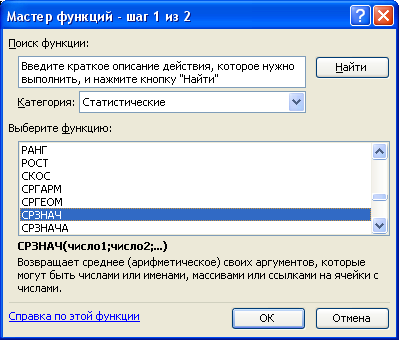 Мастер функций - шаг 1 из 2
Поиск функции:
Введите краткое описание действия, которое нужно
выполнить, и нажмите кнопку "Найти"
Найти
Категория: Статистические
Выберите функцию:
РАНГ
РОСТ
СКОС
СРГАРМ
СРГЕОМ
СРЗНАЧ
СРЗНАЧА
СРЗНАЧ(число1;число2;...)
Возвращает среднее (арифметическое) своих аргументов, которые
могут быть числами или именами, массивами или ссылками на ячейки с
числами.
Справка по этой функции
ОК
Отмена